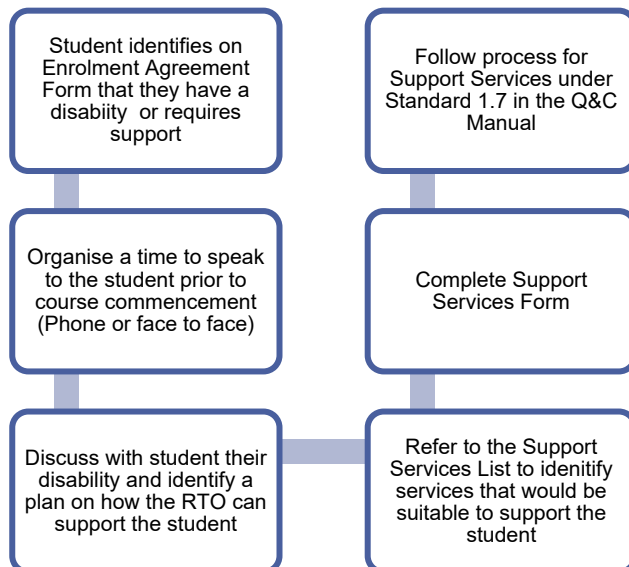 Student identifies on
Enrolment Agreement
Form that they have a
disabiity or requires
support
Organise a time to speak
to the student prior to
course commencement
(Phone or face to face)
Discuss with student their
disability and identify a
plan on how the RTO can
support the student
Refer to the Support
Services List to idenitify
services that would be
suitable to support the
student
Complete Support
Services Form
Follow process for
Support Services under
Standard 1.7 in the Q&C
Manual